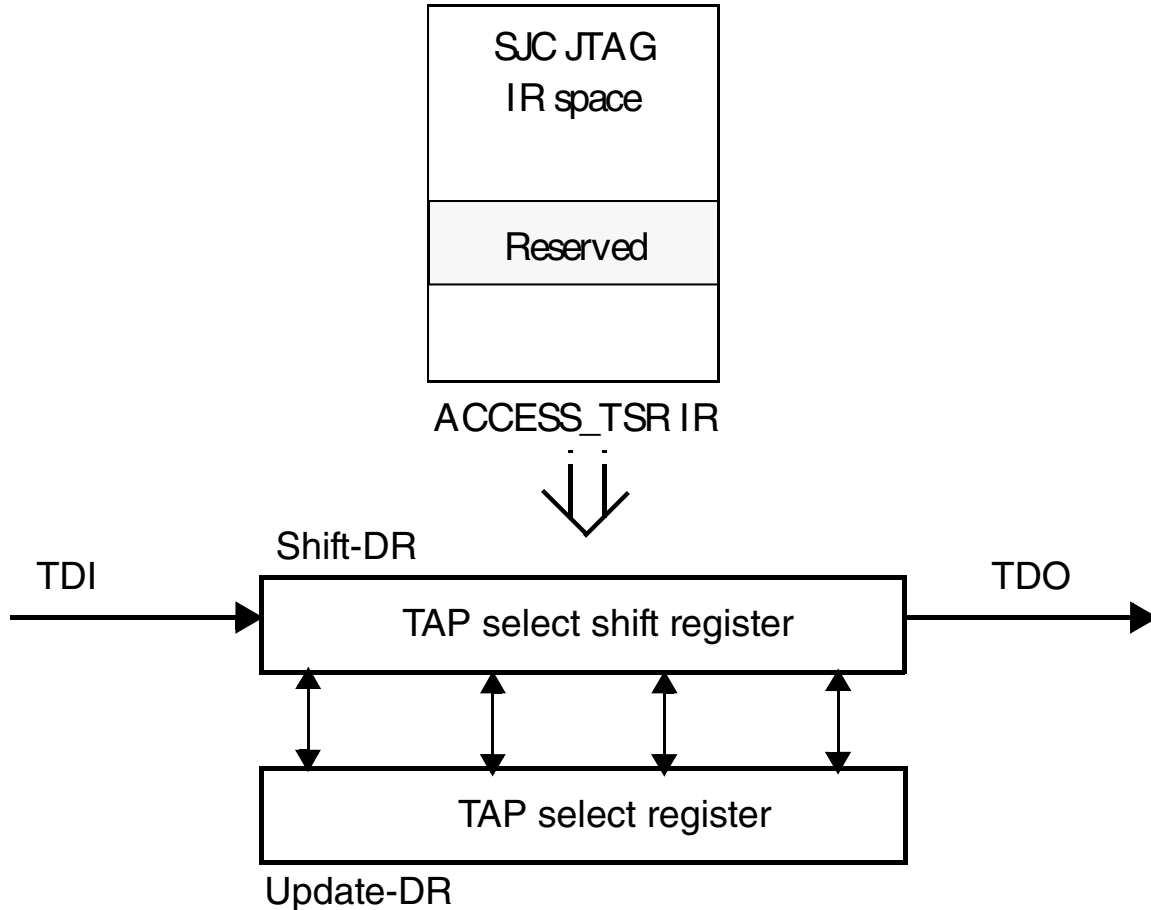 SJC JTAG
IR space
Reserved
ACCESS_TSR IR
Shift-DR
TDI
TDO
TAP select shift register
TAP select register
Update-DR